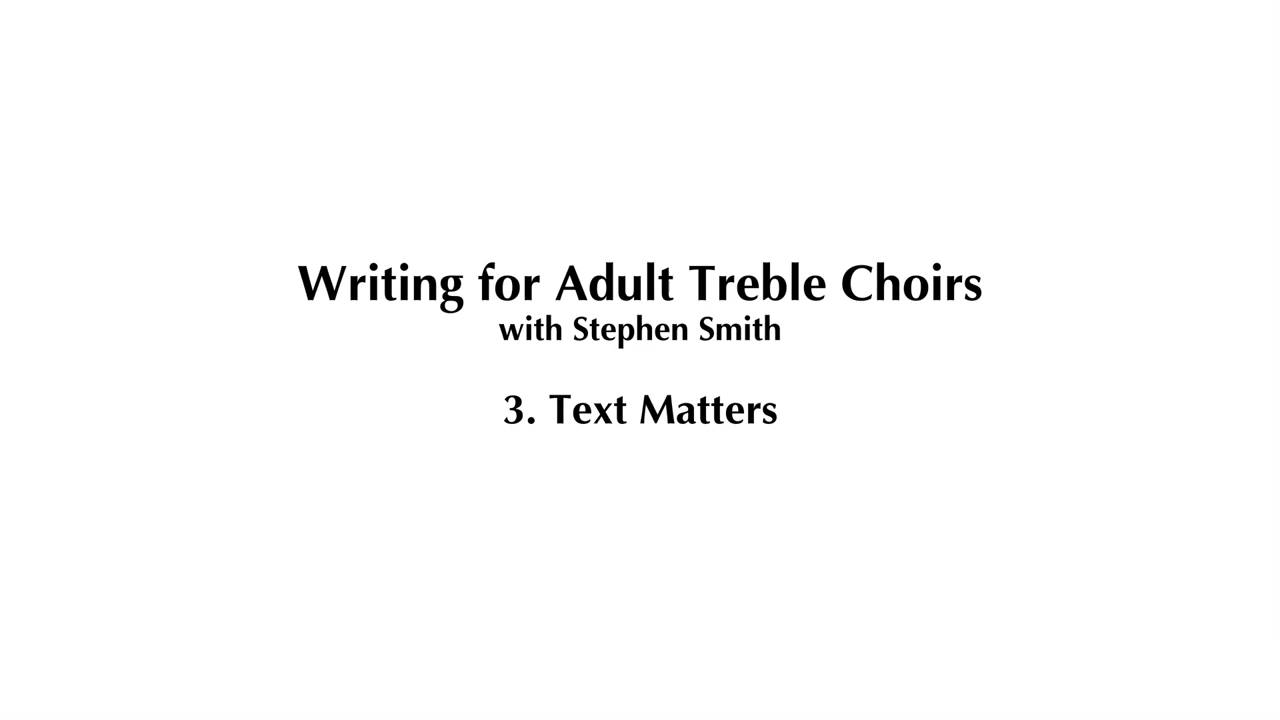 Writing for Adult Treble Choirs
with Stephen Smith
3. Text Matters